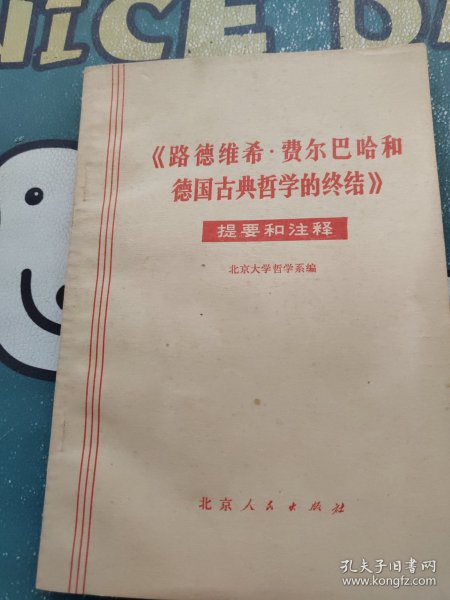 NICE DA
《路德维希·费尔巴哈和
德国古典哲学的终结》
提要和注释
北京大学哲学系编
北京人民出版社
孔夫子旧书网
www.kongfz.com